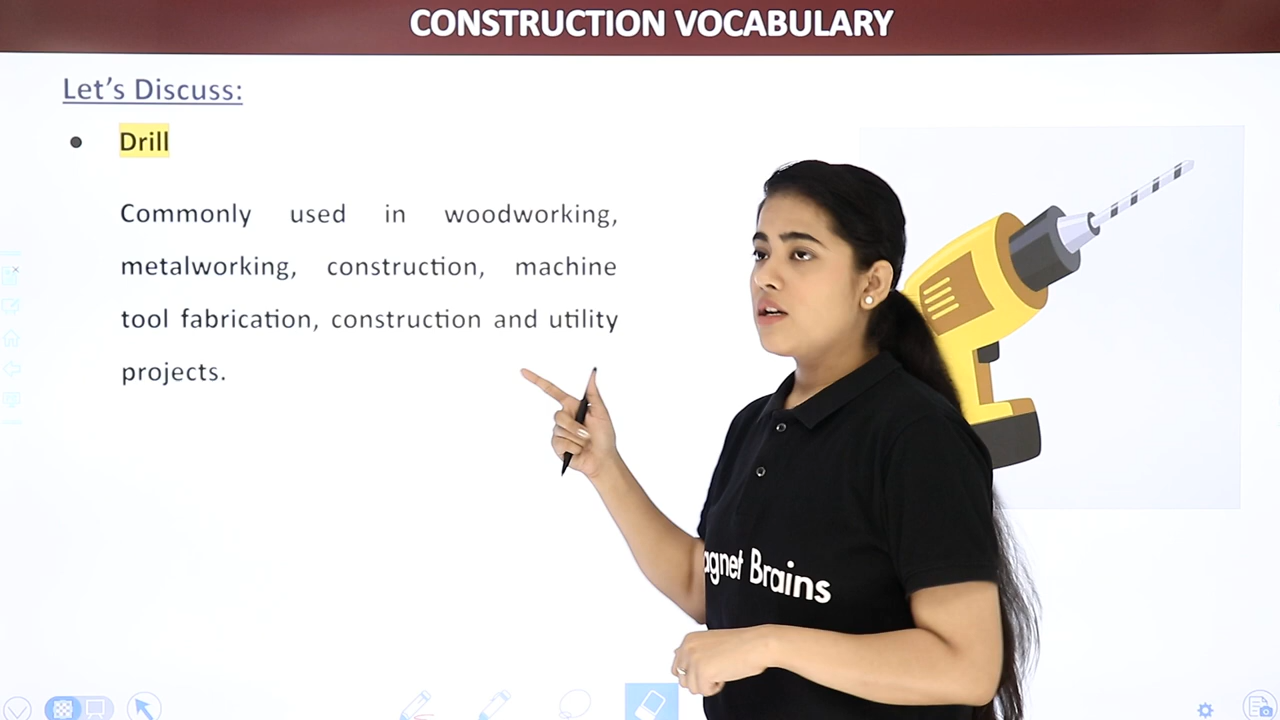 CONSTRUCTION VOCABULARY
Let's Discuss:
• Drill
Commonly used in woodworking,
metalworking, construction, machine
tool fabrication, construction and utility
projects.
agnet Brains